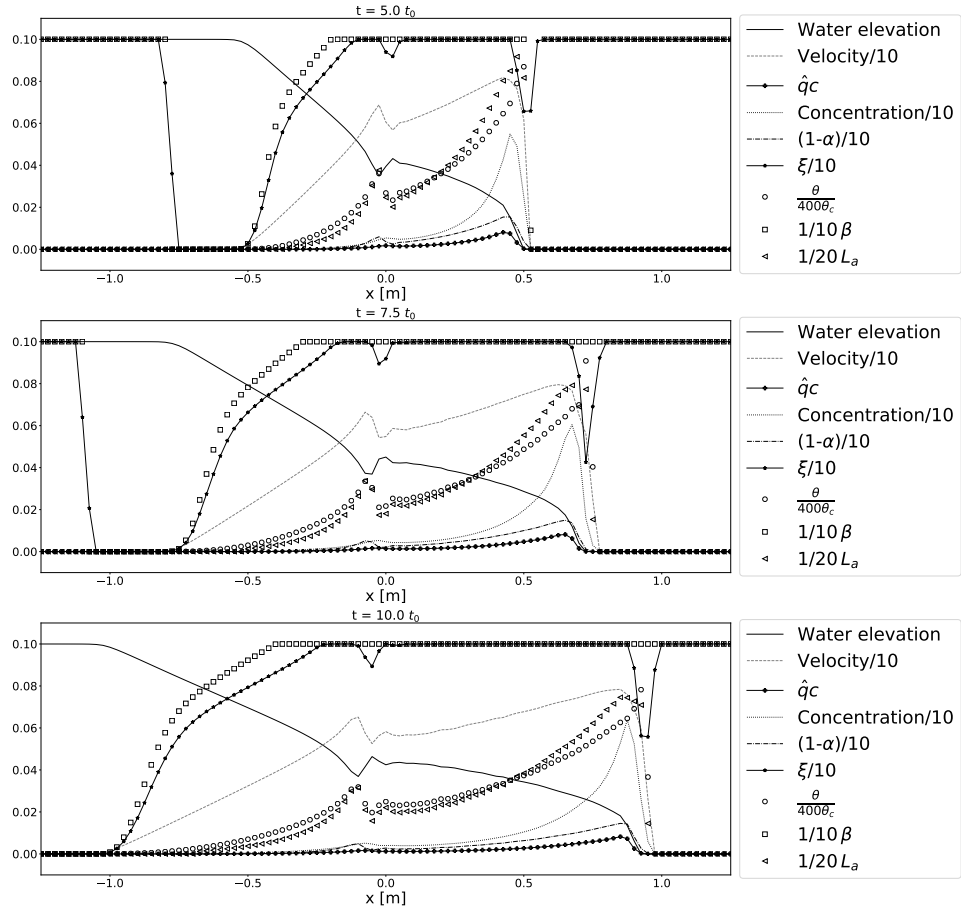 t = 5.0 t₀
0.10
0.08
0.06
0.04
0.02
0.00
−1.0 −0.5 0.0 0.5 1.0
x [m]
Water elevation
Velocity/10
q̂c
Concentration/10
(1-α)/10
ξ/10
θ/400θc
1/10 β
1/20 Lₐ
t = 7.5 t₀
0.10
0.08
0.06
0.04
0.02
0.00
−1.0 −0.5 0.0 0.5 1.0
x [m]
Water elevation
Velocity/10
q̂c
Concentration/10
(1-α)/10
ξ/10
θ/400θc
1/10 β
1/20 Lₐ
t = 10.0 t₀
0.10
0.08
0.06
0.04
0.02
0.00
−1.0 −0.5 0.0 0.5 1.0
x [m]
Water elevation
Velocity/10
q̂c
Concentration/10
(1-α)/10
ξ/10
θ/400θc
1/10 β
1/20 Lₐ